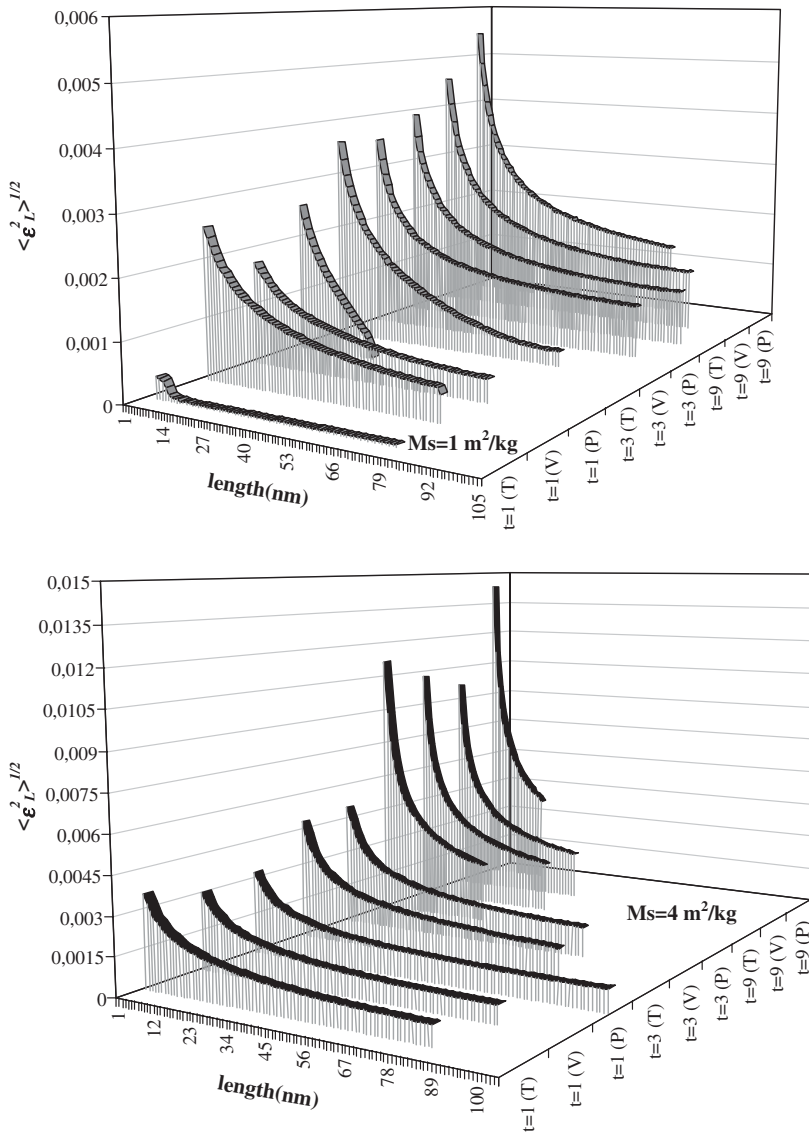 0,006
0,005
0,004
0,003
0,002
0,001
0
<ε²L>1/2
1
14
27
40
53
66
79
92
105
length(nm)
Ms=1 m²/kg
t=1 (T)
t=1 (V)
t=1 (P)
t=3 (T)
t=3 (V)
t=3 (P)
t=9 (T)
t=9 (V)
t=9 (P)
0,015
0,0135
0,012
0,0105
0,009
0,0075
0,006
0,0045
0,003
0,0015
0
<ε²L>1/2
1
12
23
34
45
56
67
78
89
100
length(nm)
Ms=4 m²/kg
t=1 (T)
t=1 (V)
t=1 (P)
t=3 (T)
t=3 (V)
t=3 (P)
t=9 (T)
t=9 (V)
t=9 (P)